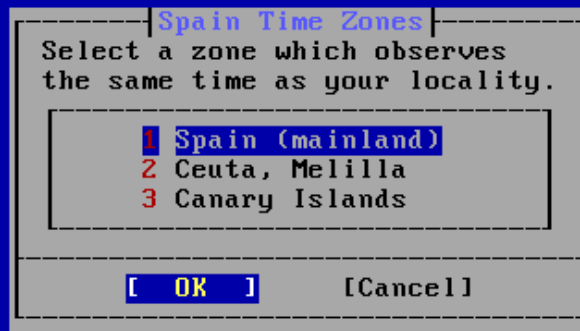 Spain Time Zones
Select a zone which observes
the same time as your locality.
1 Spain (mainland)
2 Ceuta, Melilla
3 Canary Islands
[ OK ] [Cancel]